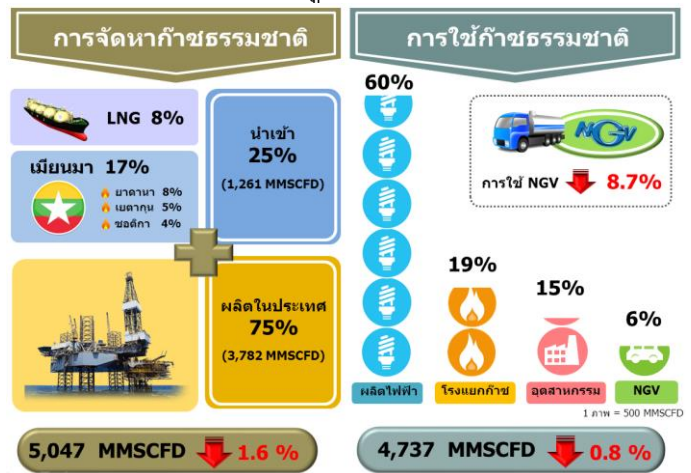 การจัดหาก๊าซธรรมชาติ
LNG 8%
เมียนมา 17%
ยาดานา 8%
เยตากุน 5%
ซอติกา 4%
นำเข้า
25%
(1,261 MMSCFD)
ผลิตในประเทศ
75%
(3,782 MMSCFD)
5,047 MMSCFD 1.6 %
การใช้ก๊าซธรรมชาติ
60%
NGV
การใช้ NGV 8.7%
19%
15%
6%
ผลิตไฟฟ้า
โรงแยกก๊าซ
อุตสาหกรรม
NGV
1 ภาพ = 500 MMSCFD
4,737 MMSCFD 0.8 %